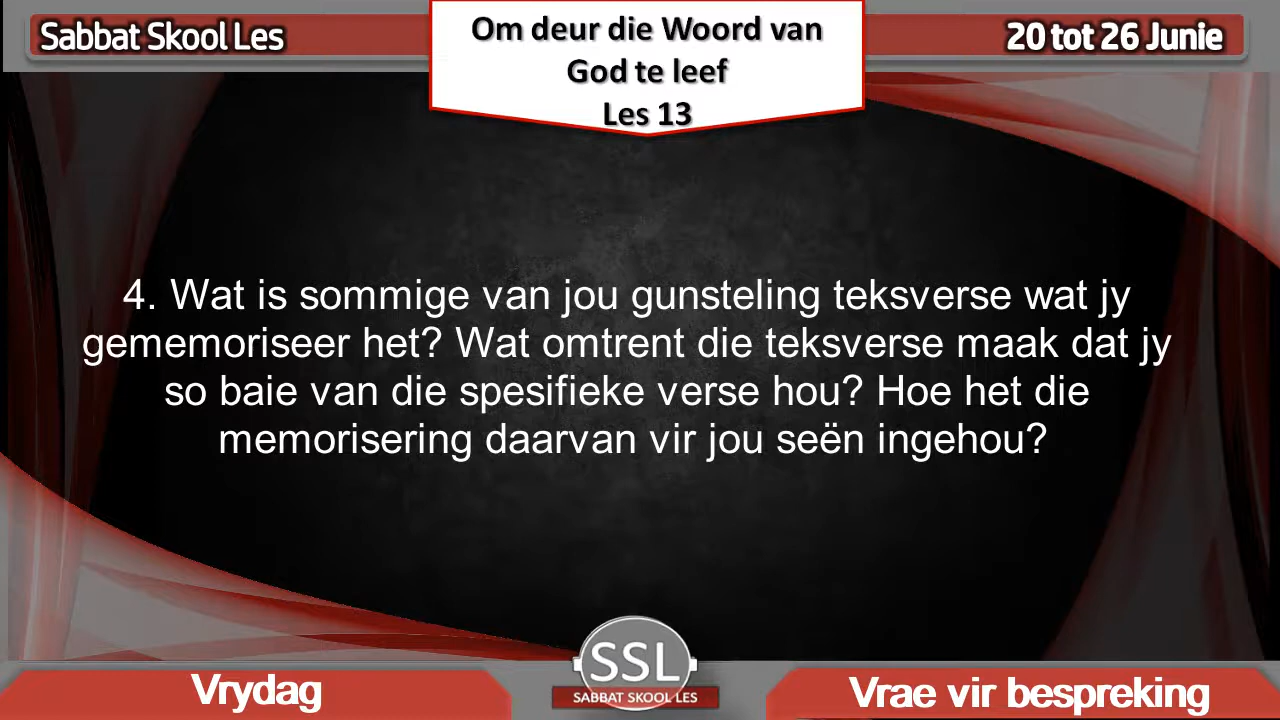 Sabbat Skool Les
Om deur die Woord van
God te leef
Les 13
20 tot 26 Junie
4. Wat is sommige van jou gunsteling teksverse wat jy
gememoriseer het? Wat omtrent die teksverse maak dat jy
so baie van die spesifieke verse hou? Hoe het die
memorisering daarvan vir jou seën ingehou?
Vrydag
SSL
SABBAT SKOOL LES
Vrae vir bespreking